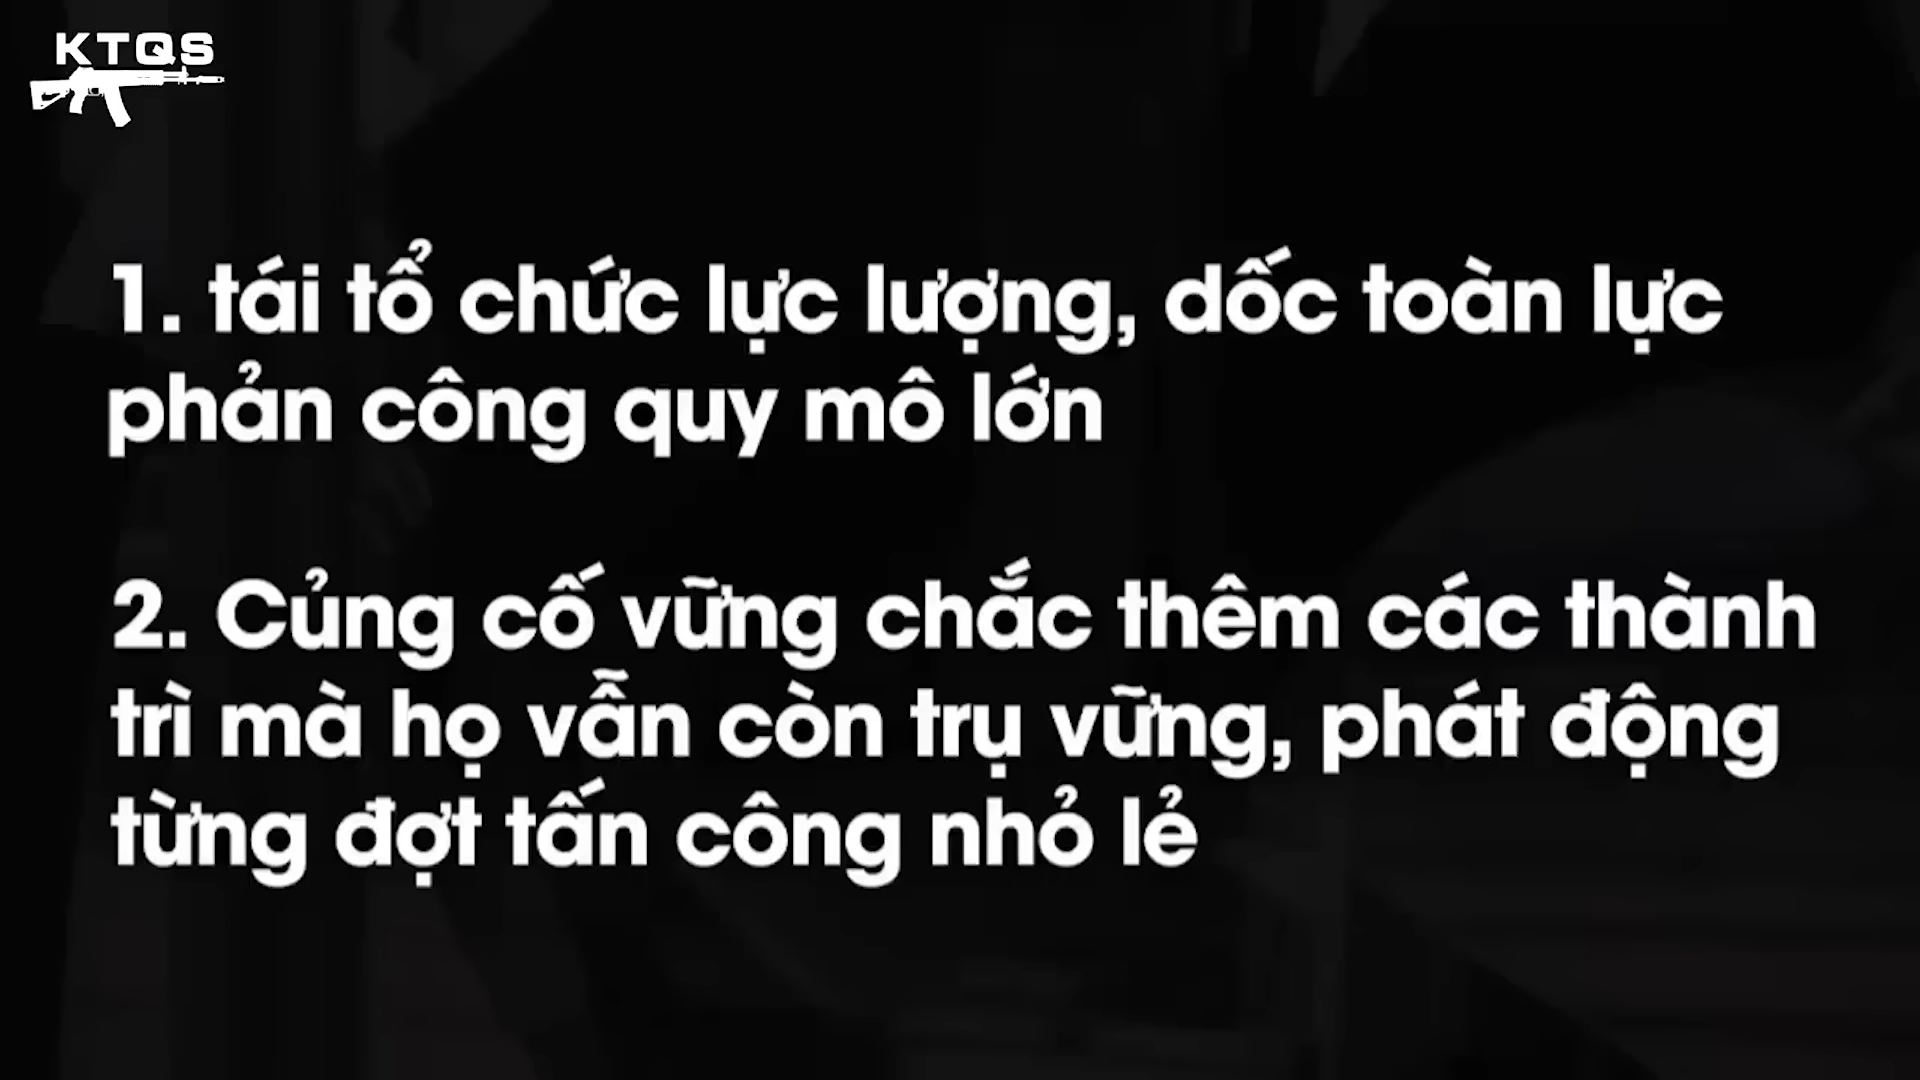 KTQS
1. tái tổ chức lực lượng, dốc toàn lực
phản công quy mô lớn
2. Củng cố vững chắc thêm các thành
trì mà họ vẫn còn trụ vững, phát động
từng đợt tấn công nhỏ lẻ